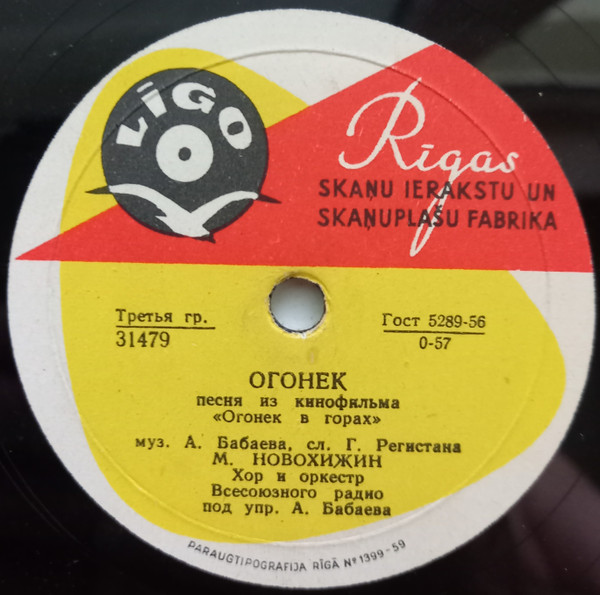 LĪGO
Rīgas
SKAŅU IERAKSTU UN
SKAŅUPLAŠU FABRIKA
Третья гр.
31479
Гост 5289-56
0-57
ОГОНЕК
песня из кинофильма
«Огонек в горах»
муз. А. Бабаева, сл. Г. Регистана
М. НОВОХИЖИН
Хор и оркестр
Всесоюзного радио
под упр. А. Бабаева
PARAUGTIPOGRAFIJA RĪGĀ № 1399-59